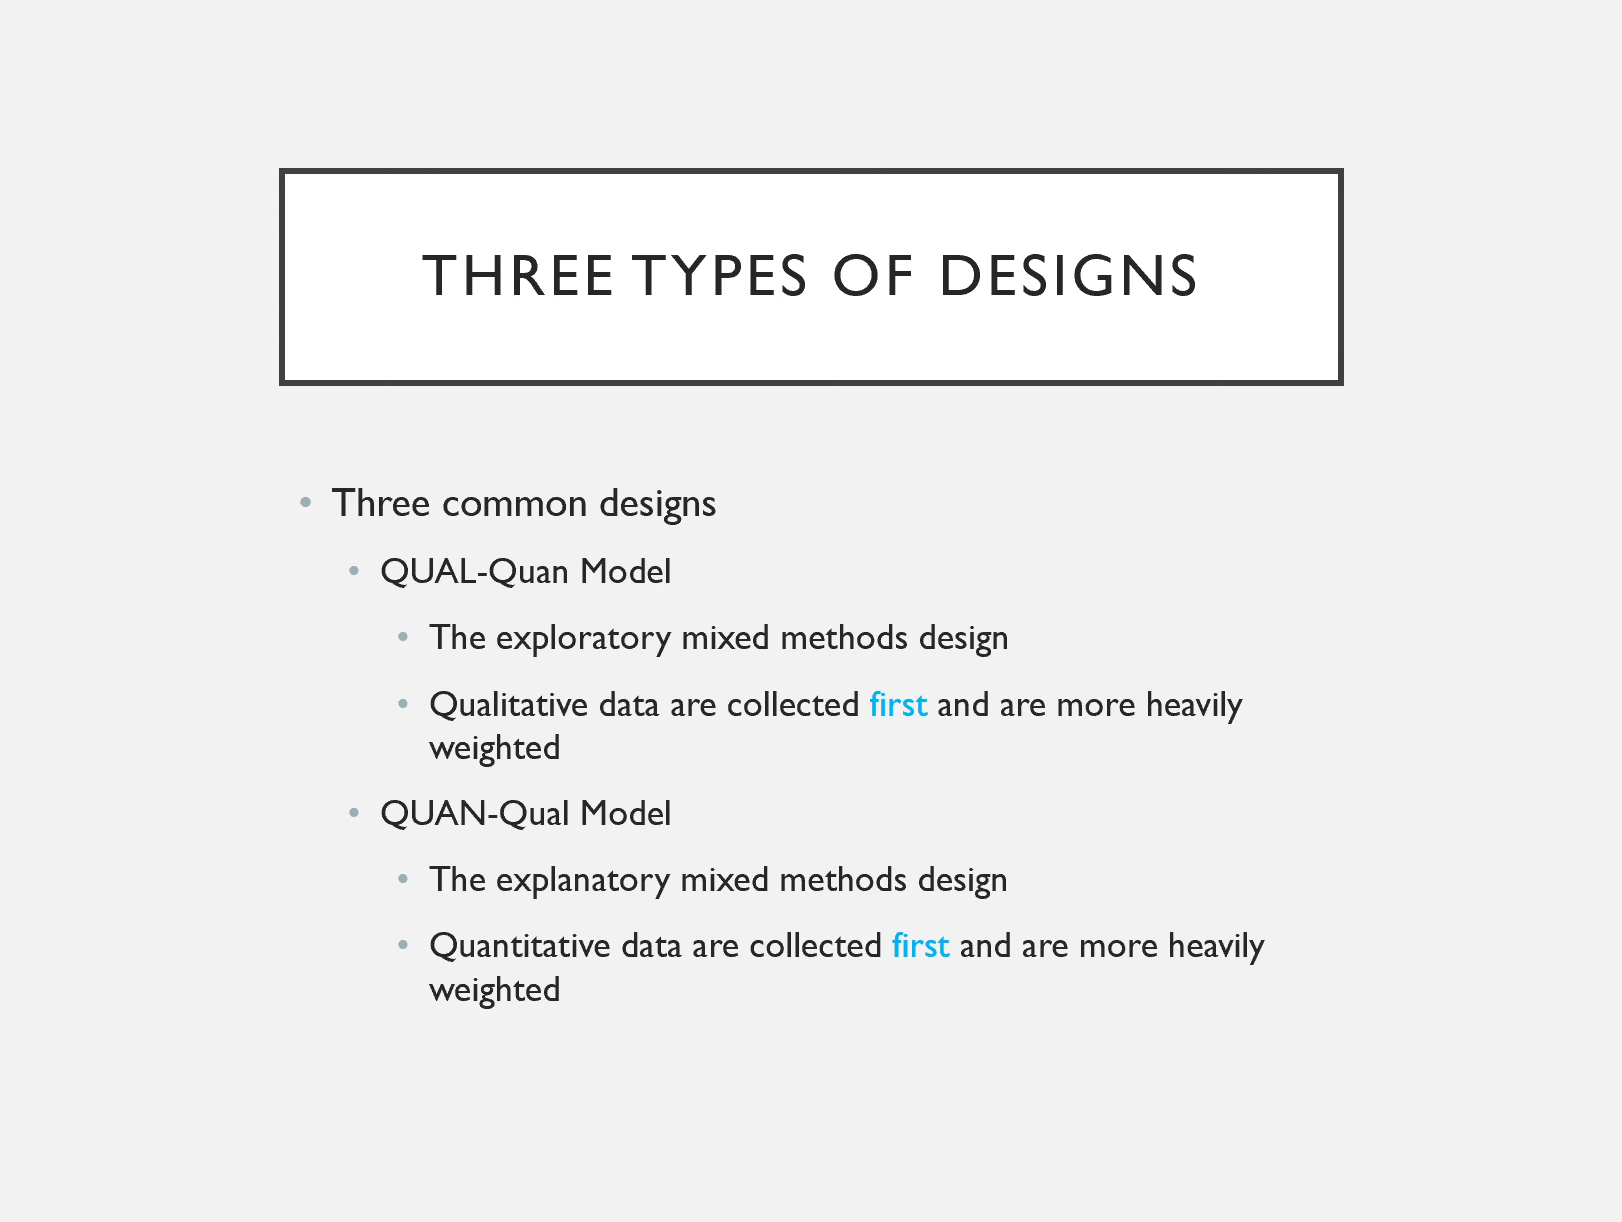 THREE TYPES OF DESIGNS
• Three common designs
• QUAL-Quan Model
• The exploratory mixed methods design
• Qualitative data are collected first and are more heavily
weighted
• QUAN-Qual Model
• The explanatory mixed methods design
• Quantitative data are collected first and are more heavily
weighted